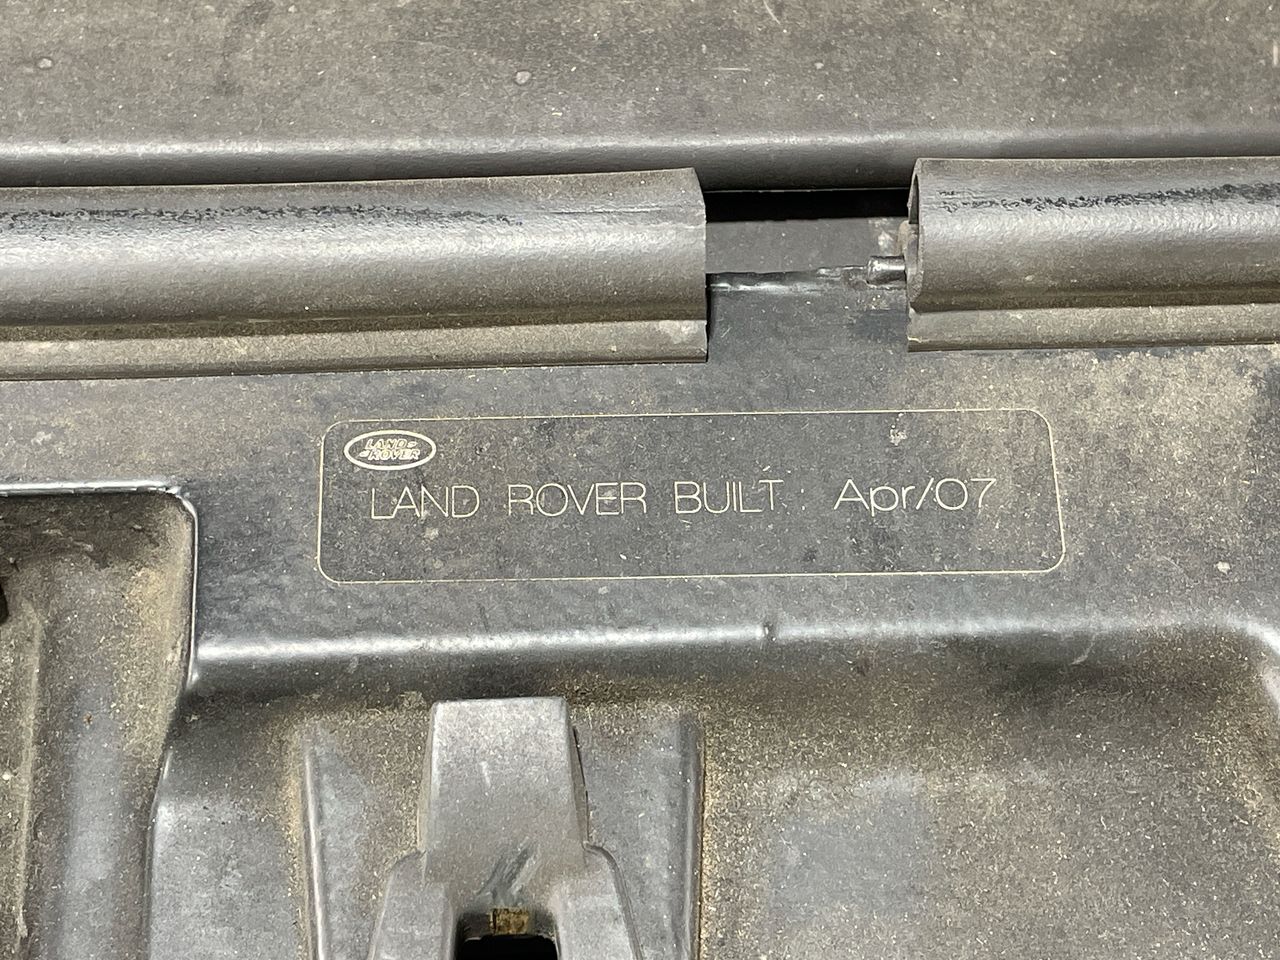 LAND-
-ROVER
LAND ROVER BUILT: Apr/07